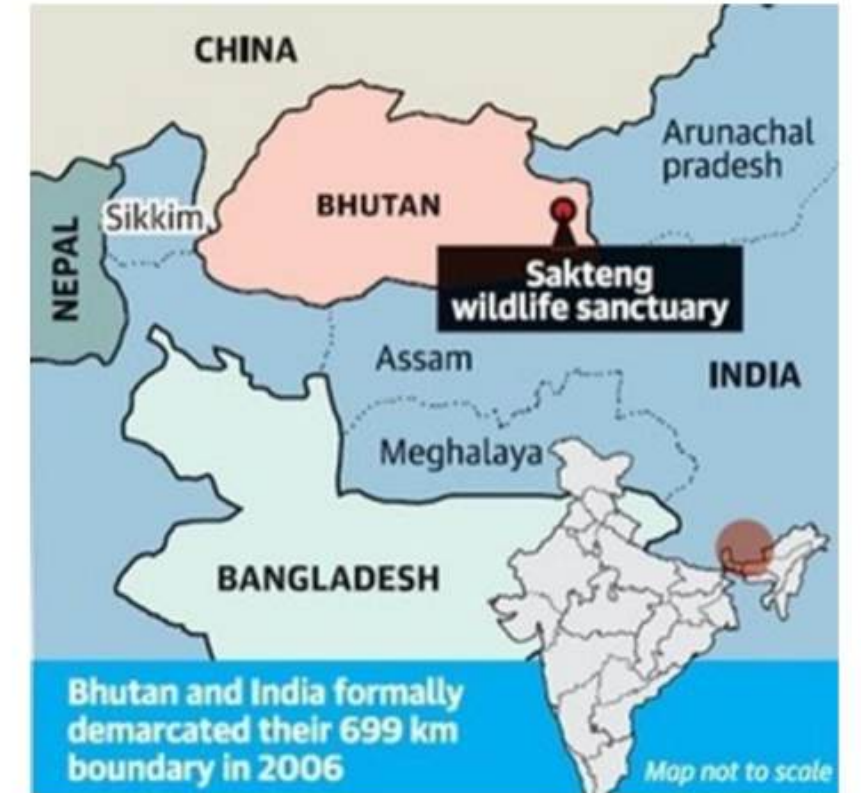 CHINA
Arunachal
pradesh
BHUTAN
Sikkim
NEPAL
Sakteng
wildlife sanctuary
Assam
INDIA
Meghalaya
BANGLADESH
Bhutan and India formally
demarcated their 699 km
boundary in 2006
Map not to scale